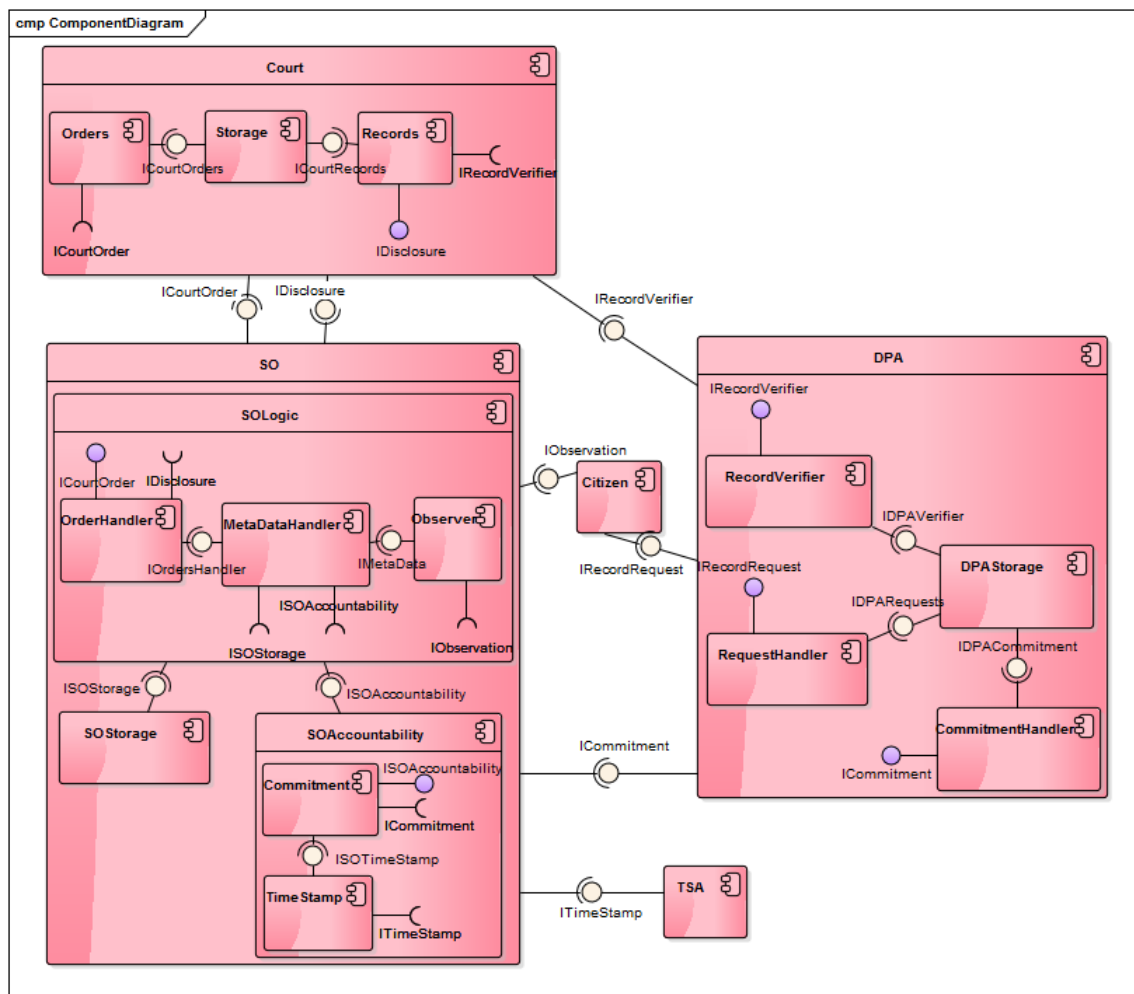 cmp ComponentDiagram
Court
Orders
Storage
Records
ICourtOrders
ICourtRecords
IRecordVerifier
ICourtOrder
IDisclosure
ICourtOrder
IDisclosure
IRecordVerifier
SO
DPA
SOLogic
IRecordVerifier
ICourtOrder
IDisclosure
IObservation
Citizen
RecordVerifier
OrderHandler
MetaDataHandler
Observer
IDPAVerifier
IOrdersHandler
IMetaData
IRecordRequest
IRecordRequest
DPAStorage
ISOAccountability
IDPARequests
ISOStorage
IObservation
RequestHandler
IDPACommitment
ISOStorage
ISOAccountability
SOStorage
SOAccountability
CommitmentHandler
ICommitment
ISOAccountability
ICommitment
Commitment
ICommitment
ISOTimeStamp
TimeStamp
TSA
ITimeStamp
ITimeStamp